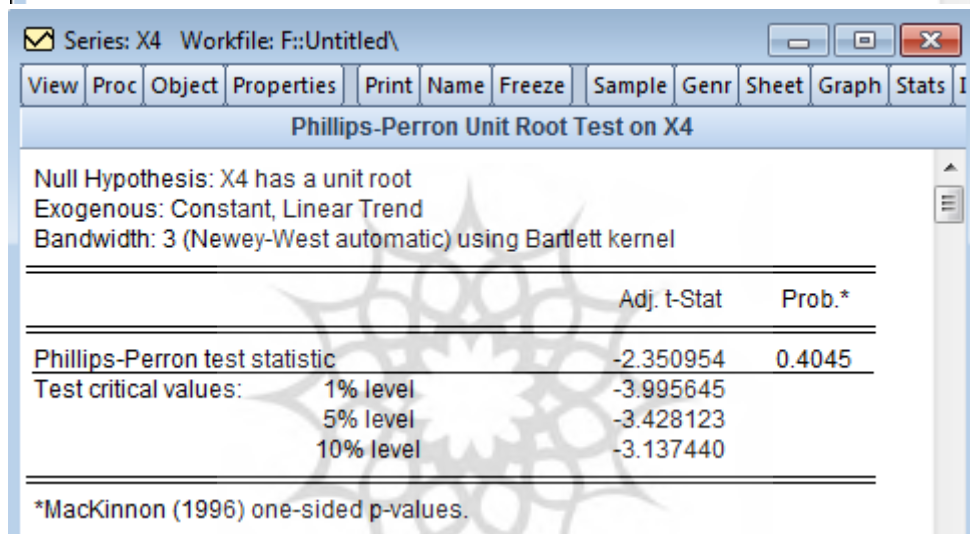 Series: X4 Workfile: F::Untitled\
View Proc Object Properties Print Name Freeze Sample Genr Sheet Graph Stats
Phillips-Perron Unit Root Test on X4
Null Hypothesis: X4 has a unit root
Exogenous: Constant, Linear Trend
Bandwidth: 3 (Newey-West automatic) using Bartlett kernel
Adj. t-Stat Prob.*
Phillips-Perron test statistic -2.350954 0.4045
Test critical values: 1% level -3.995645
5% level -3.428123
10% level -3.137440
*MacKinnon (1996) one-sided p-values.